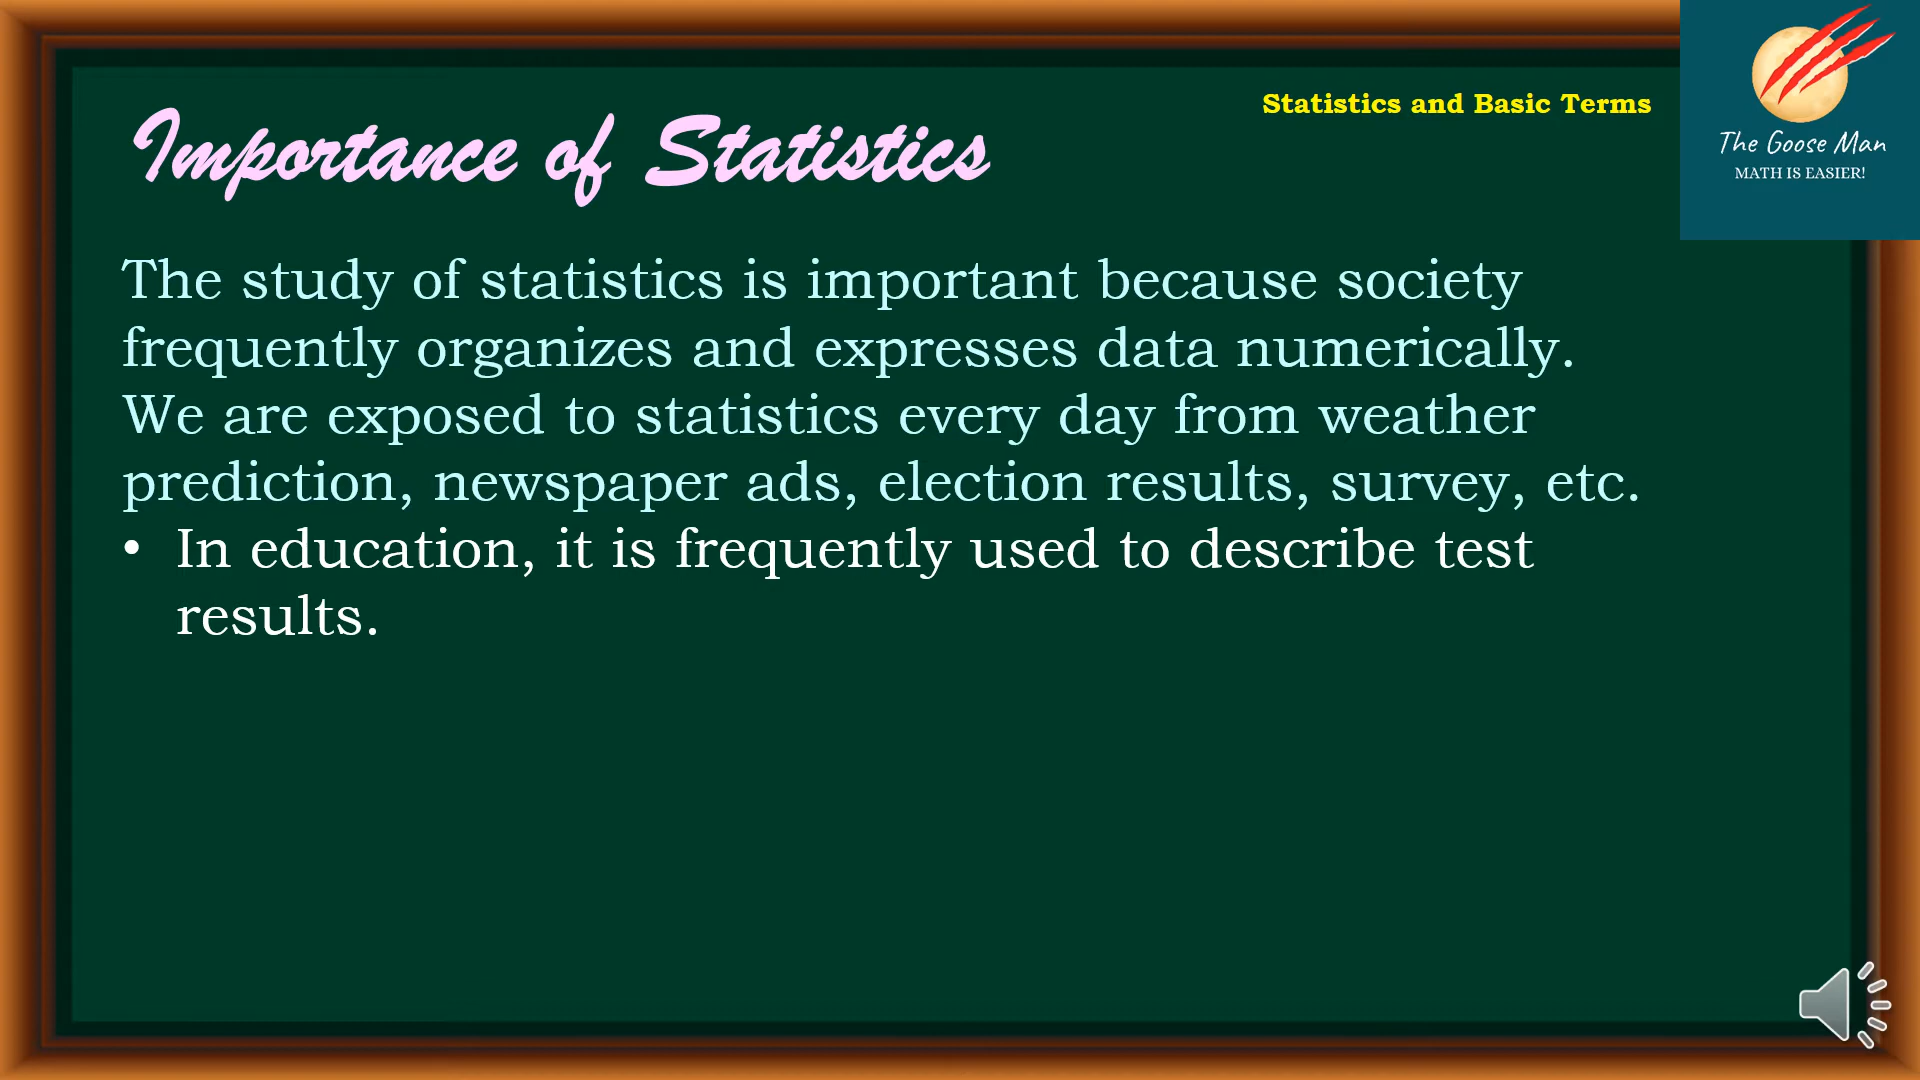 Statistics and Basic Terms
The Goose Man
MATH IS EASIER!
Importance of Statistics
The study of statistics is important because society
frequently organizes and expresses data numerically.
We are exposed to statistics every day from weather
prediction, newspaper ads, election results, survey, etc.
• In education, it is frequently used to describe test
results.